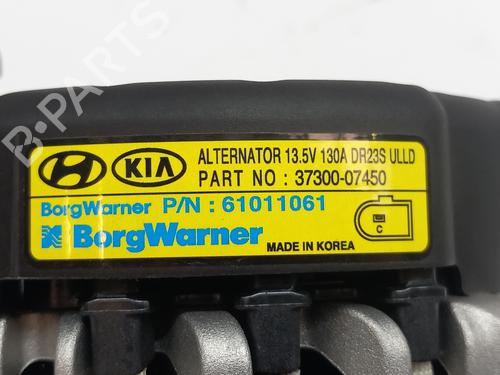 KIA ALTERNATOR 13.5V 130A DR23S ULLD
PART NO : 37300-07450
BorgWarner P/N : 61011061
BorgWarner
C
MADE IN KOREA
B-PARTS